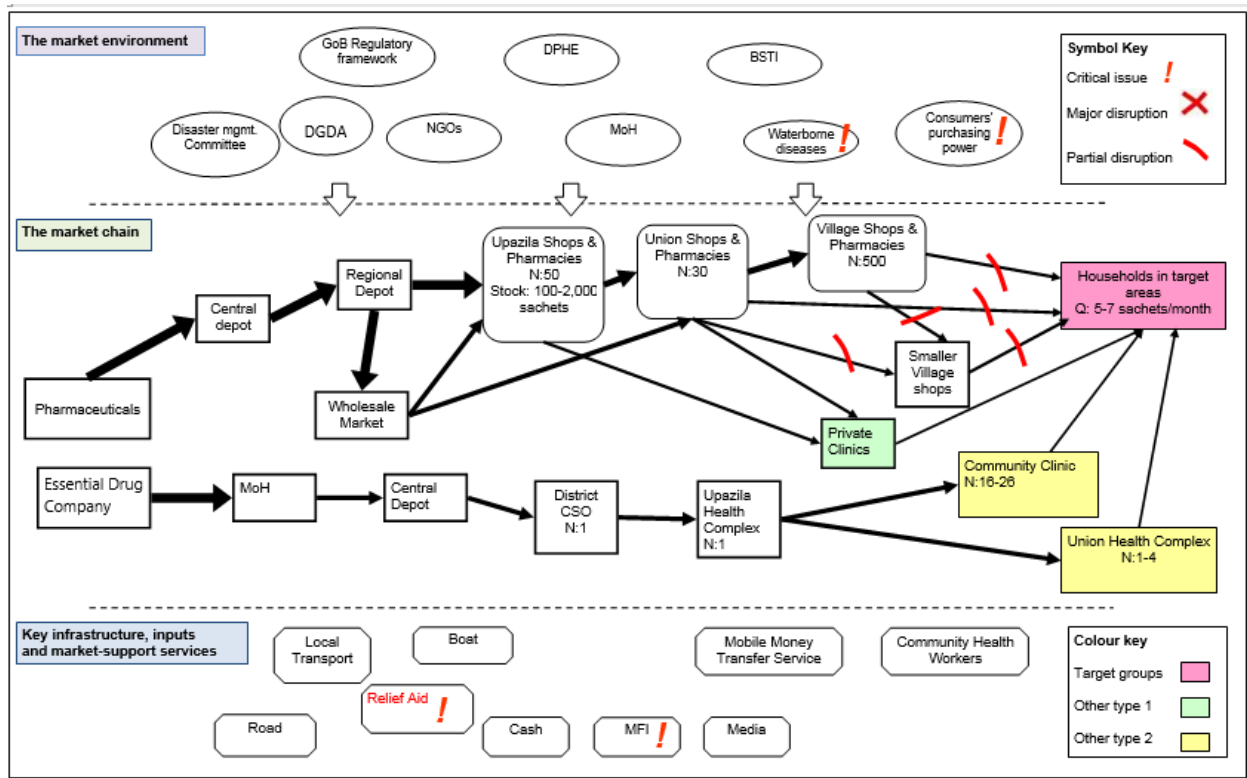 The market environment
GoB Regulatory
framework
DPHE
BSTI
Disaster mgmt.
Committee
DGDA
NGOs
MoH
Waterborne
diseases
Consumers'
purchasing
power
Symbol Key
Critical issue
Major disruption
Partial disruption
The market chain
Pharmaceuticals
Central
depot
Regional
Depot
Wholesale
Market
Upazila Shops &
Pharmacies
N:50
Stock: 100-2,000
sachets
Union Shops &
Pharmacies
N:30
Village Shops &
Pharmacies
N:500
Smaller
Village
shops
Private
Clinics
Households in target
areas
Q: 5-7 sachets/month
Essential Drug
Company
MoH
Central
Depot
District
CSO
N:1
Upazila
Health
Complex
N:1
Community Clinic
N:16-26
Union Health Complex
N:1-4
Key infrastructure, inputs
and market-support services
Local
Transport
Boat
Mobile Money
Transfer Service
Community Health
Workers
Relief Aid
Road
Cash
MFI
Media
Colour key
Target groups
Other type 1
Other type 2